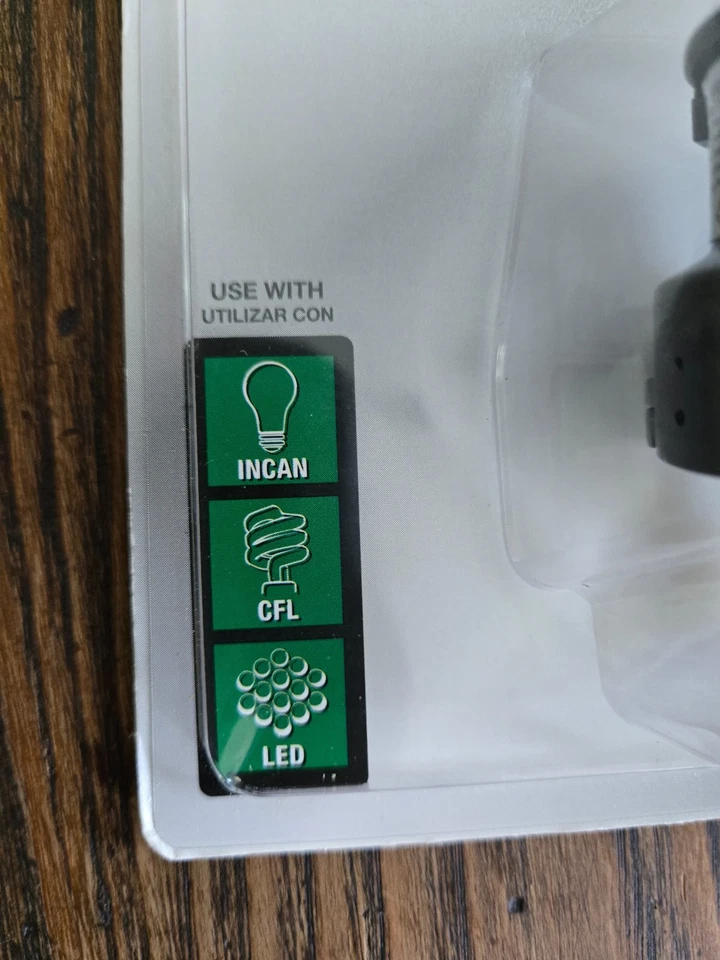 USE WITH
UTILIZAR CON
INCAN
CFL
LED